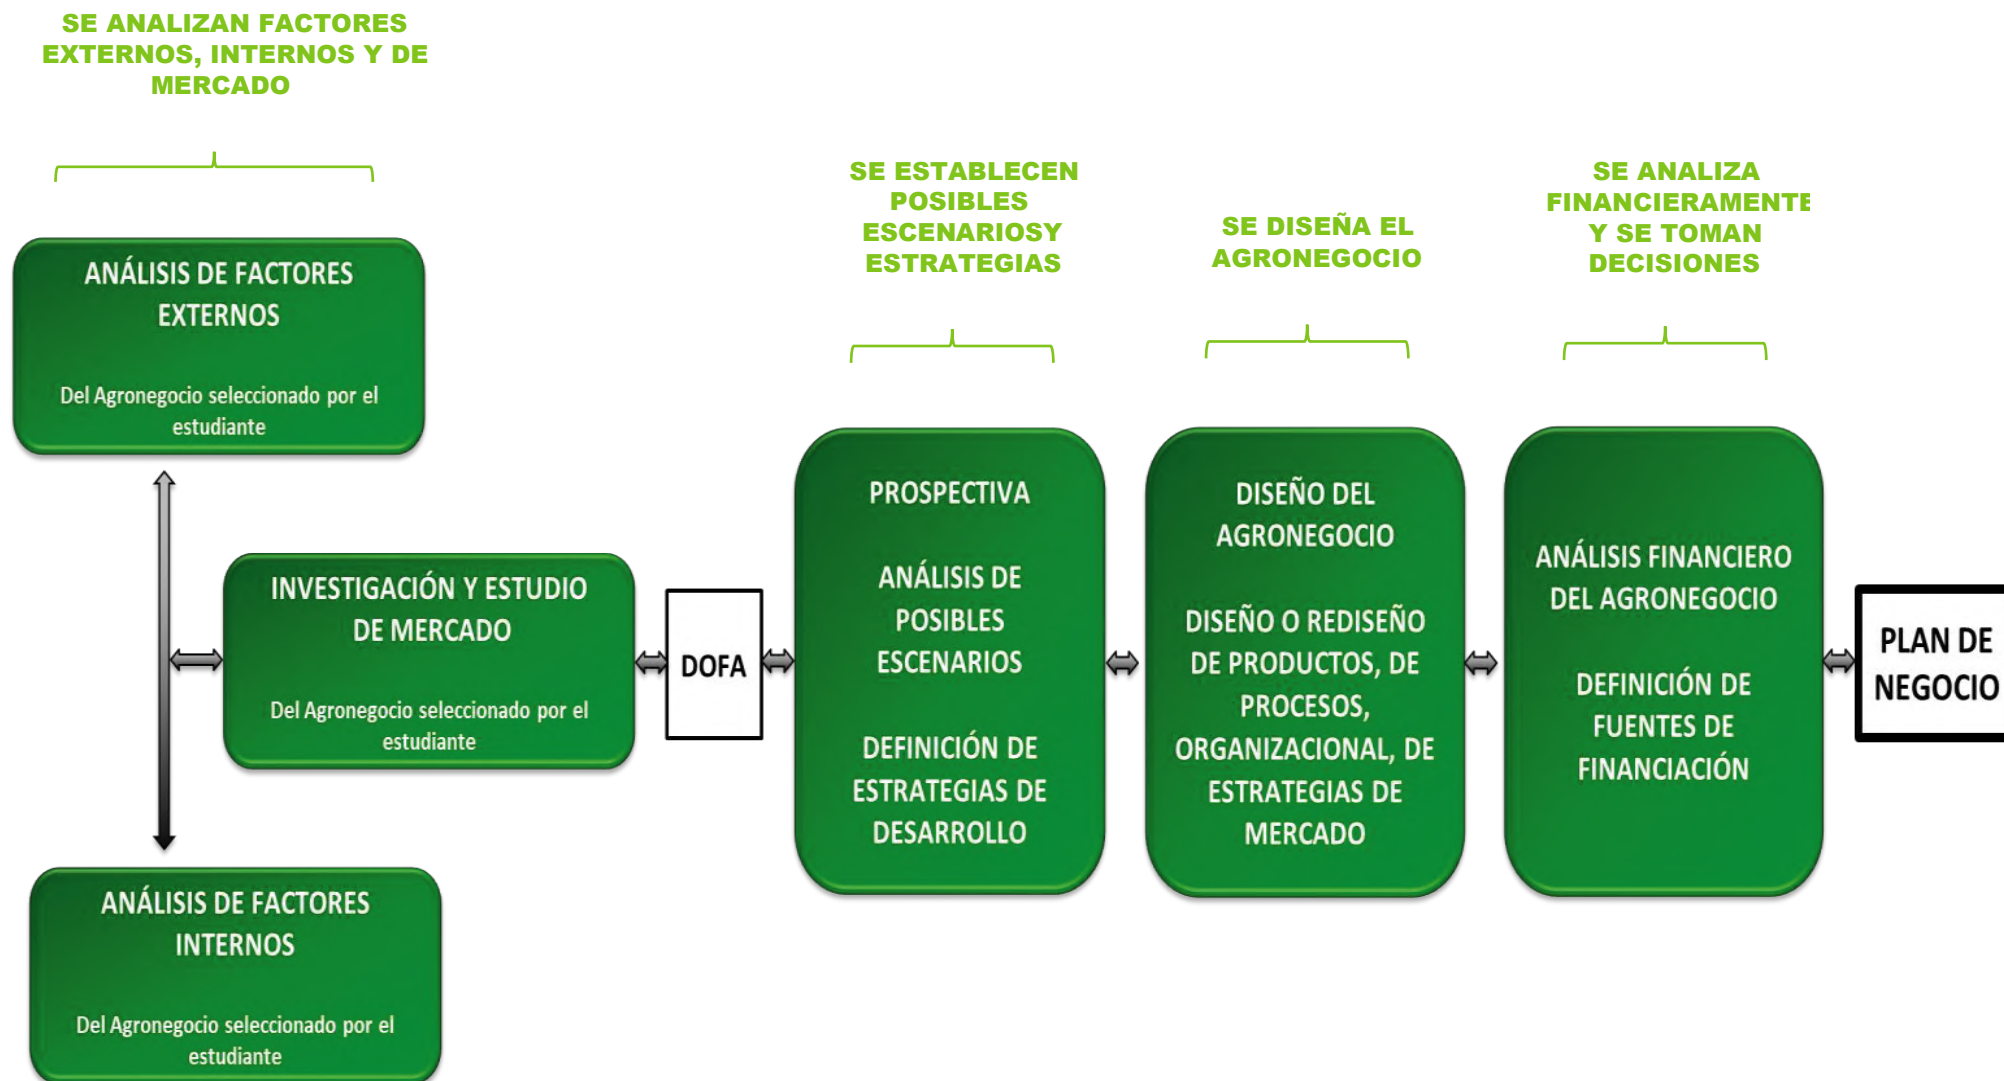 SE ANALIZAN FACTORES
EXTERNOS, INTERNOS Y DE
MERCADO
ANÁLISIS DE FACTORES
EXTERNOS
Del Agronegocio seleccionado por el
estudiante
INVESTIGACIÓN Y ESTUDIO
DE MERCADO
Del Agronegocio seleccionado por el
estudiante
ANÁLISIS DE FACTORES
INTERNOS
Del Agronegocio seleccionado por el
estudiante
DOFA
SE ESTABLECEN
POSIBLES
ESCENARIOSY
ESTRATEGIAS
PROSPECTIVA
ANÁLISIS DE
POSIBLES
ESCENARIOS
DEFINICIÓN DE
ESTRATEGIAS DE
DESARROLLO
SE DISEÑA EL
AGRONEGOCIO
DISEÑO DEL
AGRONEGOCIO
DISEÑO O REDISEÑO
DE PRODUCTOS, DE
PROCESOS,
ORGANIZACIONAL, DE
ESTRATEGIAS DE
MERCADO
SE ANALIZA
FINANCIERAMENTE
Y SE TOMAN
DECISIONES
ANÁLISIS FINANCIERO
DEL AGRONEGOCIO
DEFINICIÓN DE
FUENTES DE
FINANCIACIÓN
PLAN DE
NEGOCIO